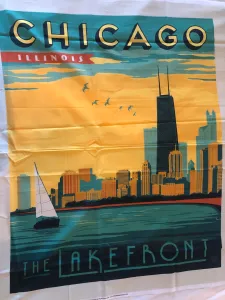 CHICAGO
ILLINOIS
THE LAKEFRONT